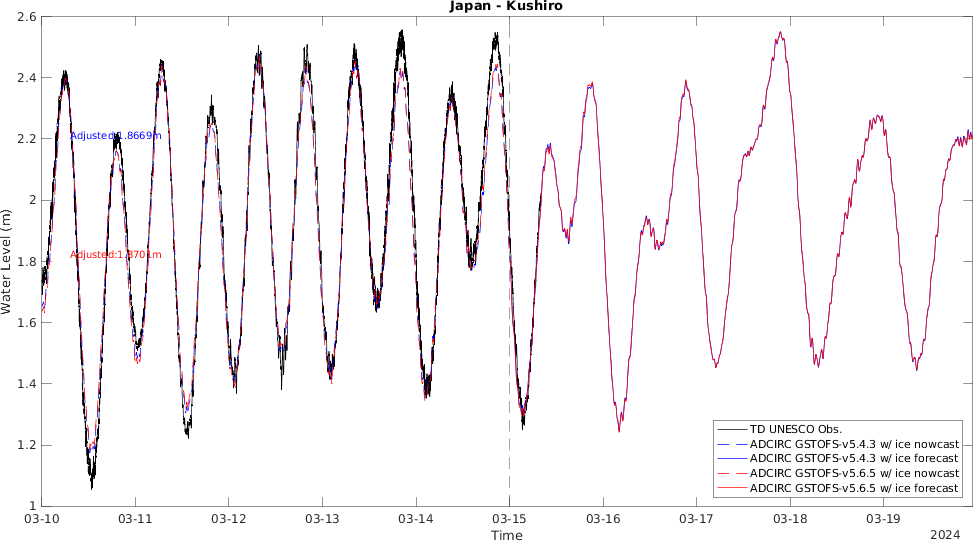 Japan - Kushiro
2.6
2.4
2.2
2
1.8
1.6
1.4
1.2
1
Water Level (m)
Adjusted:1.8669m
Adjusted:1.8701m
TD UNESCO Obs.
ADCIRC GSTOFS-v5.4.3 w/ ice nowcast
ADCIRC GSTOFS-v5.4.3 w/ ice forecast
ADCIRC GSTOFS-v5.6.5 w/ ice nowcast
ADCIRC GSTOFS-v5.6.5 w/ ice forecast
03-10 03-11 03-12 03-13 03-14 03-15 03-16 03-17 03-18 03-19
Time
2024